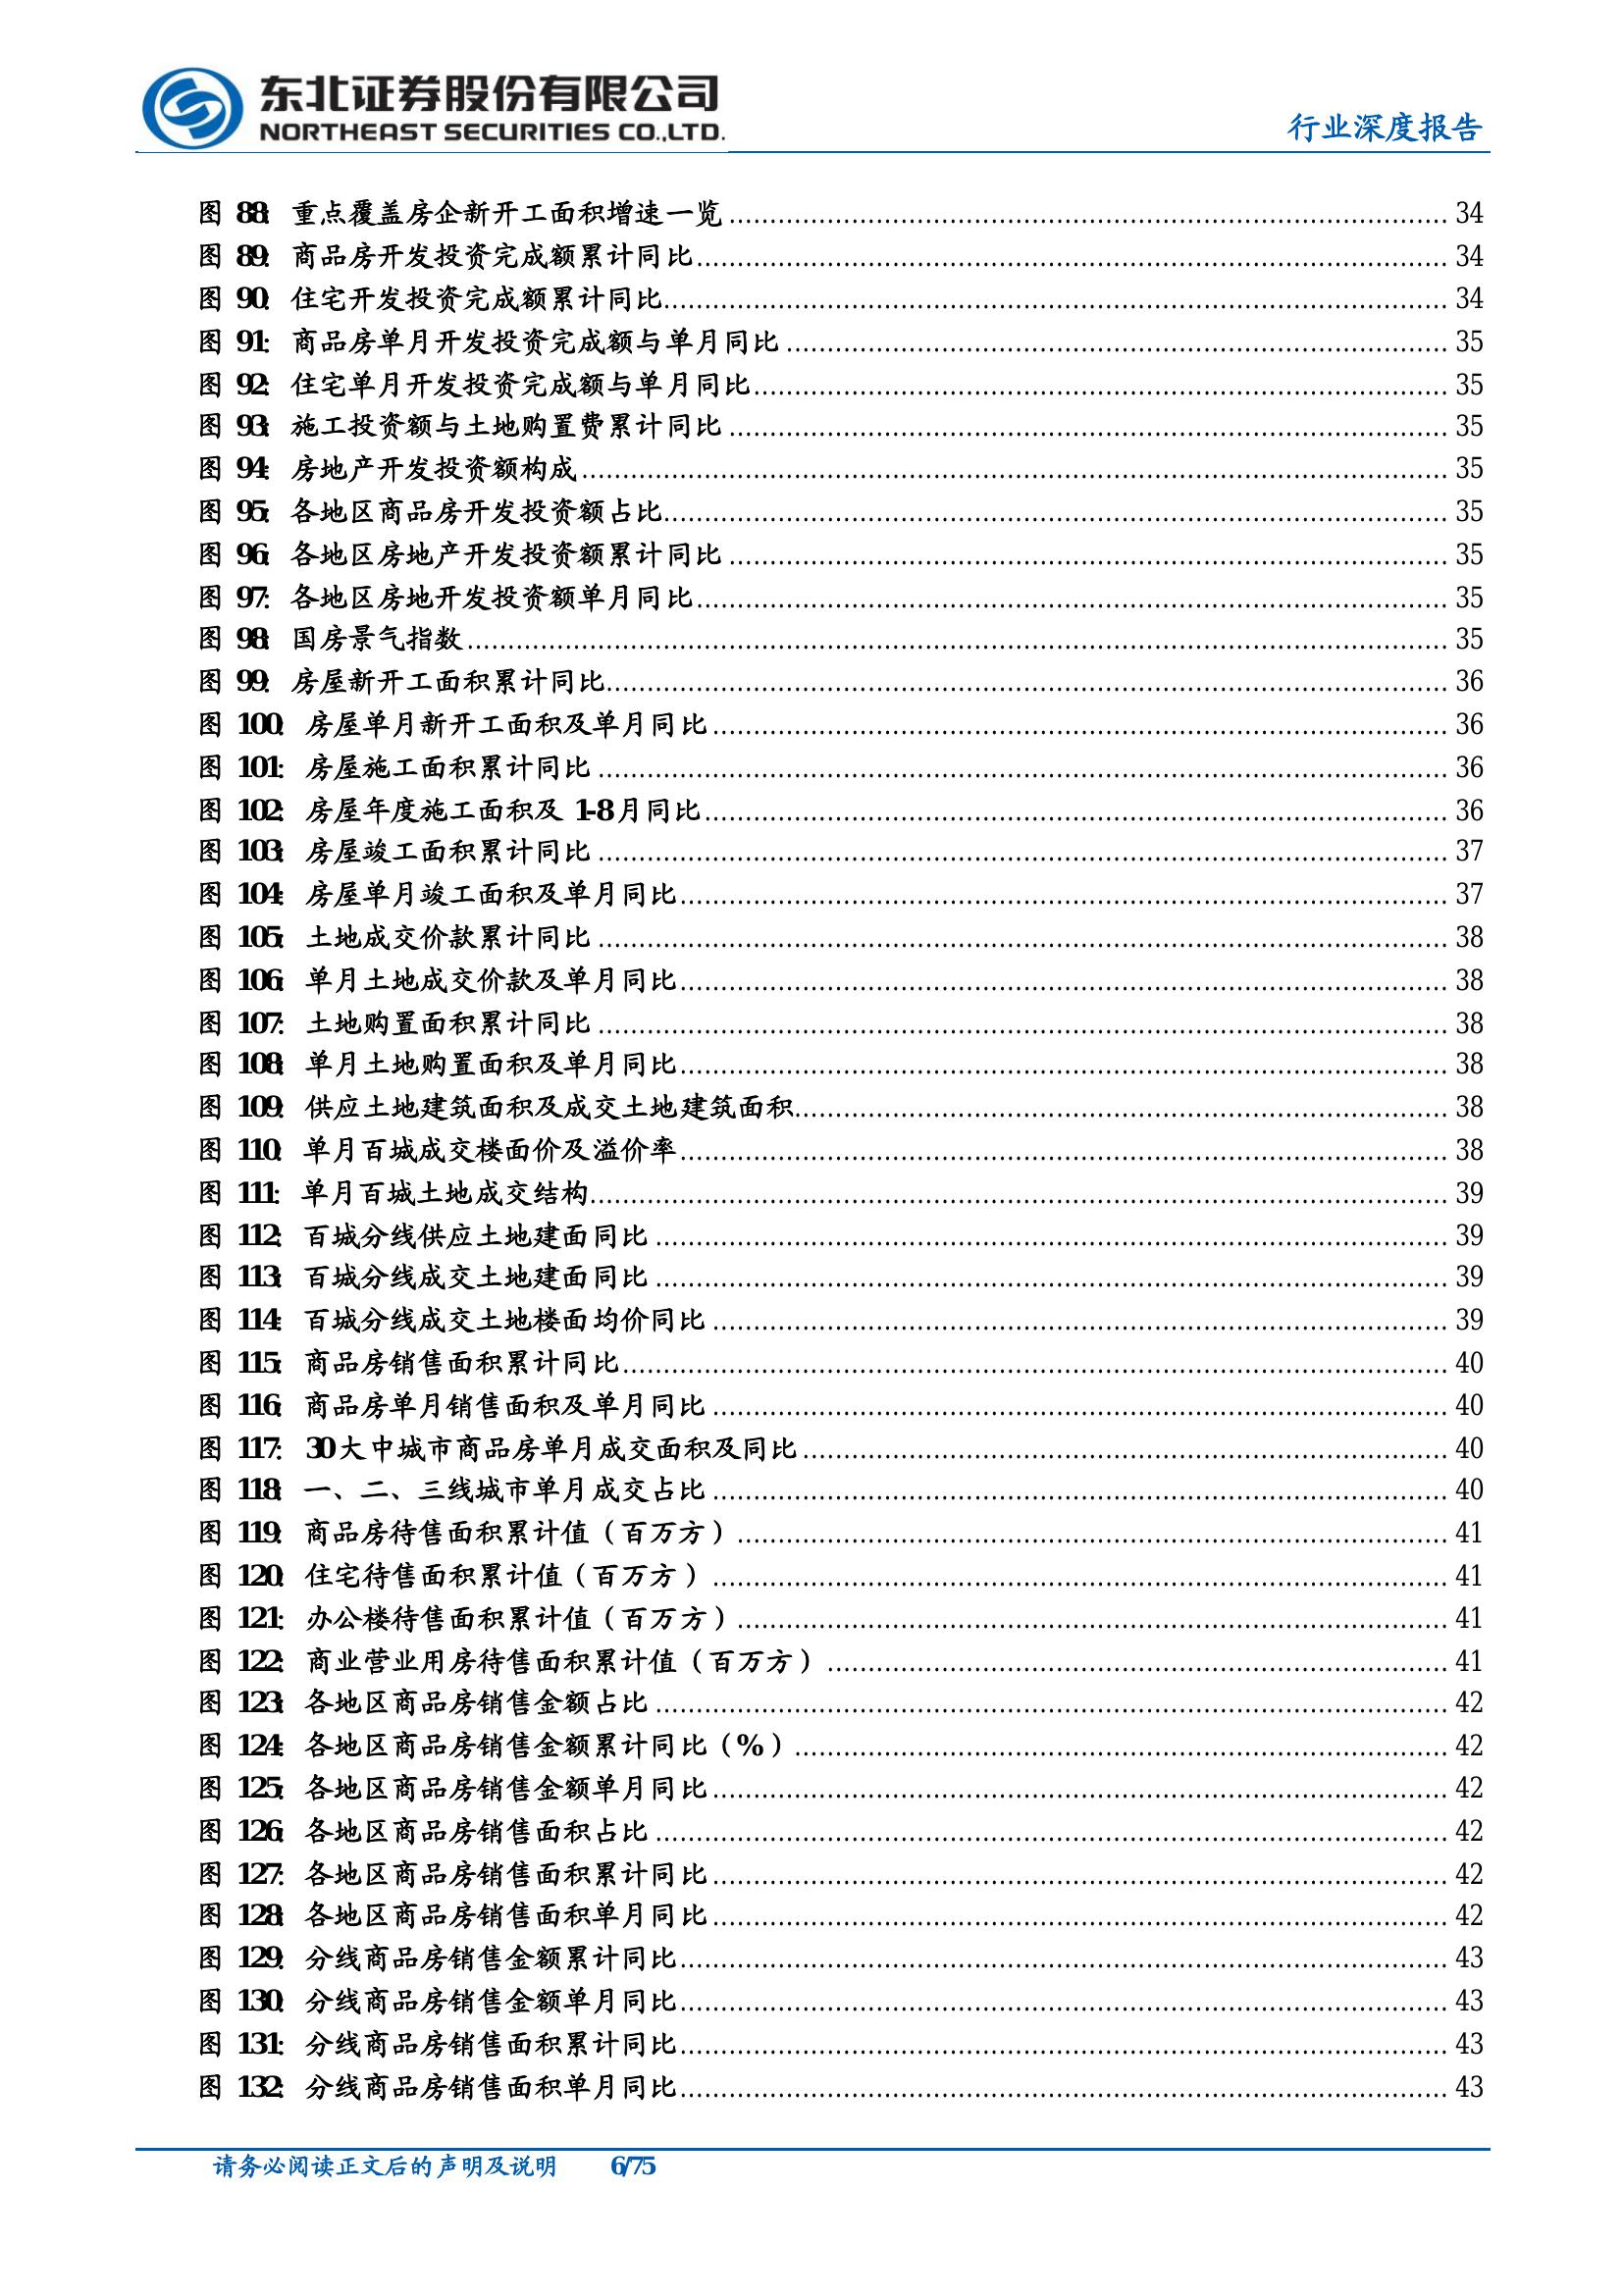 东北证券股份有限公司
NORTHEAST SECURITIES CO.,LTD.
行业深度报告
图 88: 重点覆盖房企新开工面积增速一览 34
图 89: 商品房开发投资完成额累计同比 34
图 90: 住宅开发投资完成额累计同比 34
图 91: 商品房单月开发投资完成额与单月同比 35
图 92: 住宅单月开发投资完成额与单月同比 35
图 93: 施工投资额与土地购置费累计同比 35
图 94: 房地产开发投资额构成 35
图 95: 各地区商品房开发投资额占比 35
图 96: 各地区房地产开发投资额累计同比 35
图 97: 各地区房地开发投资额单月同比 35
图 98: 国房景气指数 35
图 99: 房屋新开工面积累计同比 36
图 100: 房屋单月新开工面积及单月同比 36
图 101: 房屋施工面积累计同比 36
图 102: 房屋年度施工面积及 1-8月同比 36
图 103: 房屋竣工面积累计同比 37
图 104: 房屋单月竣工面积及单月同比 37
图 105: 土地成交价款累计同比 38
图 106: 单月土地成交价款及单月同比 38
图 107: 土地购置面积累计同比 38
图 108: 单月土地购置面积及单月同比 38
图 109: 供应土地建筑面积及成交土地建筑面积 38
图 110: 单月百城成交楼面价及溢价率 38
图 111: 单月百城土地成交结构 39
图 112: 百城分线供应土地建面同比 39
图 113: 百城分线成交土地建面同比 39
图 114: 百城分线成交土地楼面均价同比 39
图 115: 商品房销售面积累计同比 40
图 116: 商品房单月销售面积及单月同比 40
图 117: 30大中城市商品房单月成交面积及同比 40
图 118: 一、二、三线城市单月成交占比 40
图 119: 商品房待售面积累计值（百万方） 41
图 120: 住宅待售面积累计值（百万方） 41
图 121: 办公楼待售面积累计值（百万方） 41
图 122: 商业营业用房待售面积累计值（百万方） 41
图 123: 各地区商品房销售金额占比 42
图 124: 各地区商品房销售金额累计同比（%） 42
图 125: 各地区商品房销售金额单月同比 42
图 126: 各地区商品房销售面积占比 42
图 127: 各地区商品房销售面积累计同比 42
图 128: 各地区商品房销售面积单月同比 42
图 129: 分线商品房销售金额累计同比 43
图 130: 分线商品房销售金额单月同比 43
图 131: 分线商品房销售面积累计同比 43
图 132: 分线商品房销售面积单月同比 43
请务必阅读正文后的声明及说明 6/75